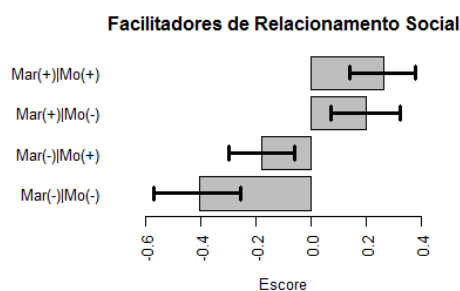 Facilitadores de Relacionamento Social
Mar(+)|Mo(+)
Mar(+)|Mo(-)
Mar(-)|Mo(+)
Mar(-)|Mo(-)
-0.6 -0.4 -0.2 0.0 0.2 0.4
Escore